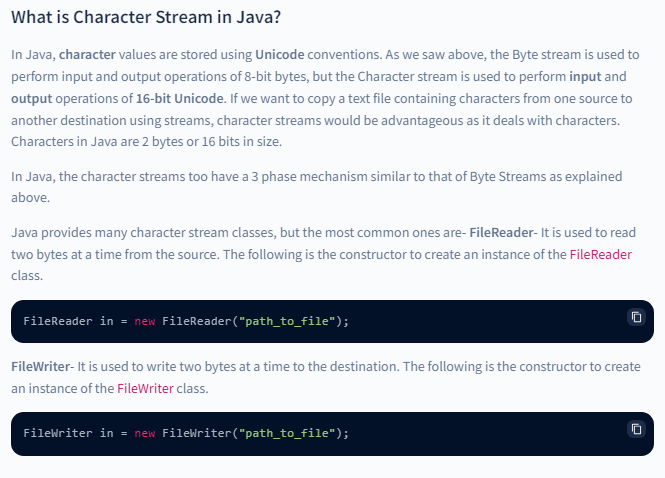 What is Character Stream in Java?
In Java, character values are stored using Unicode conventions. As we saw above, the Byte stream is used to
perform input and output operations of 8-bit bytes, but the Character stream is used to perform input and
output operations of 16-bit Unicode. If we want to copy a text file containing characters from one source to
another destination using streams, character streams would be advantageous as it deals with characters.
Characters in Java are 2 bytes or 16 bits in size.
In Java, the character streams too have a 3 phase mechanism similar to that of Byte Streams as explained
above.
Java provides many character stream classes, but the most common ones are- FileReader- It is used to read
two bytes at a time from the source. The following is the constructor to create an instance of the FileReader
class.
FileReader in = new FileReader("path_to_file");
FileWriter- It is used to write two bytes at a time to the destination. The following is the constructor to create
an instance of the FileWriter class.
FileWriter in = new FileWriter("path_to_file");